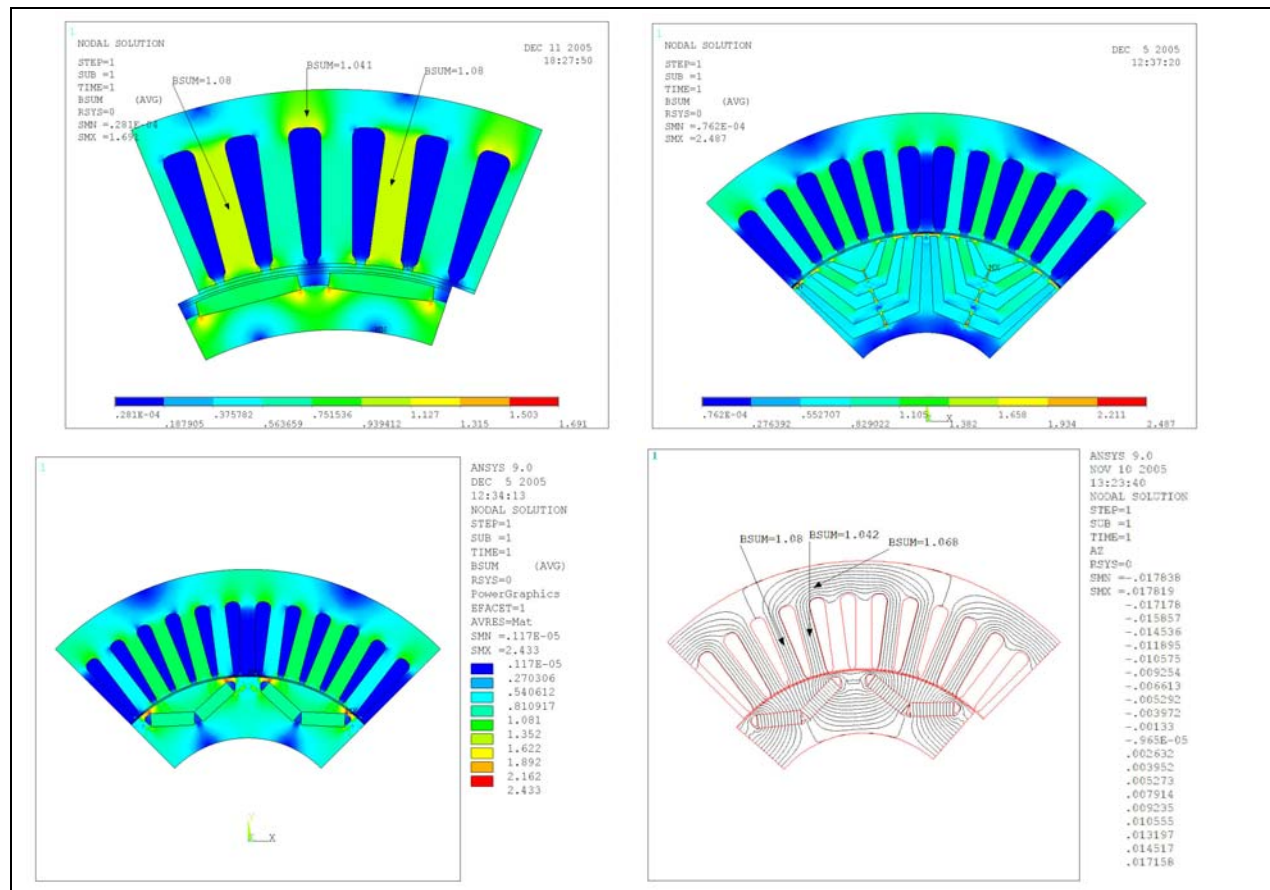 1
NODAL SOLUTION
STEP=1
SUB =1
TIME=1
BSUM (AVG)
RSYS=0
SMN =.281E-04
SMX =1.691
DEC 11 2005
18:27:50
BSUM=1.08
BSUM=1.041
BSUM=1.08
.281E-04 .375782 .751536 1.127 1.503
.187905 .563659 .939412 1.315 1.691
1
NODAL SOLUTION
STEP=1
SUB =1
TIME=1
BSUM (AVG)
RSYS=0
SMN =.762E-04
SMX =2.487
DEC 5 2005
12:37:20
MX
.762E-04 .552707 1.105 1.658 2.211
X
.276392 .829022 1.382 1.934 2.487
1
ANSYS 9.0
DEC 5 2005
12:34:13
NODAL SOLUTION
STEP=1
SUB =1
TIME=1
BSUM (AVG)
RSYS=0
PowerGraphics
EFACET=1
AVRES=Mat
SMN =.117E-05
SMX =2.433
.117E-05
.270306
.540612
.810917
1.081
1.352
1.622
1.892
2.162
2.433
Y
Z X
1
ANSYS 9.0
NOV 10 2005
13:23:40
NODAL SOLUTION
STEP=1
SUB =1
TIME=1
AZ
RSYS=0
SMN =-.017838
SMX =.017819
-.017178
-.015857
-.014536
-.011895
-.010575
-.009254
-.006613
-.005292
-.003972
-.00133
-.965E-05
.002632
.003952
.005273
.007914
.009235
.010555
.013197
.014517
.017158
BSUM=1.08
BSUM=1.042
BSUM=1.068